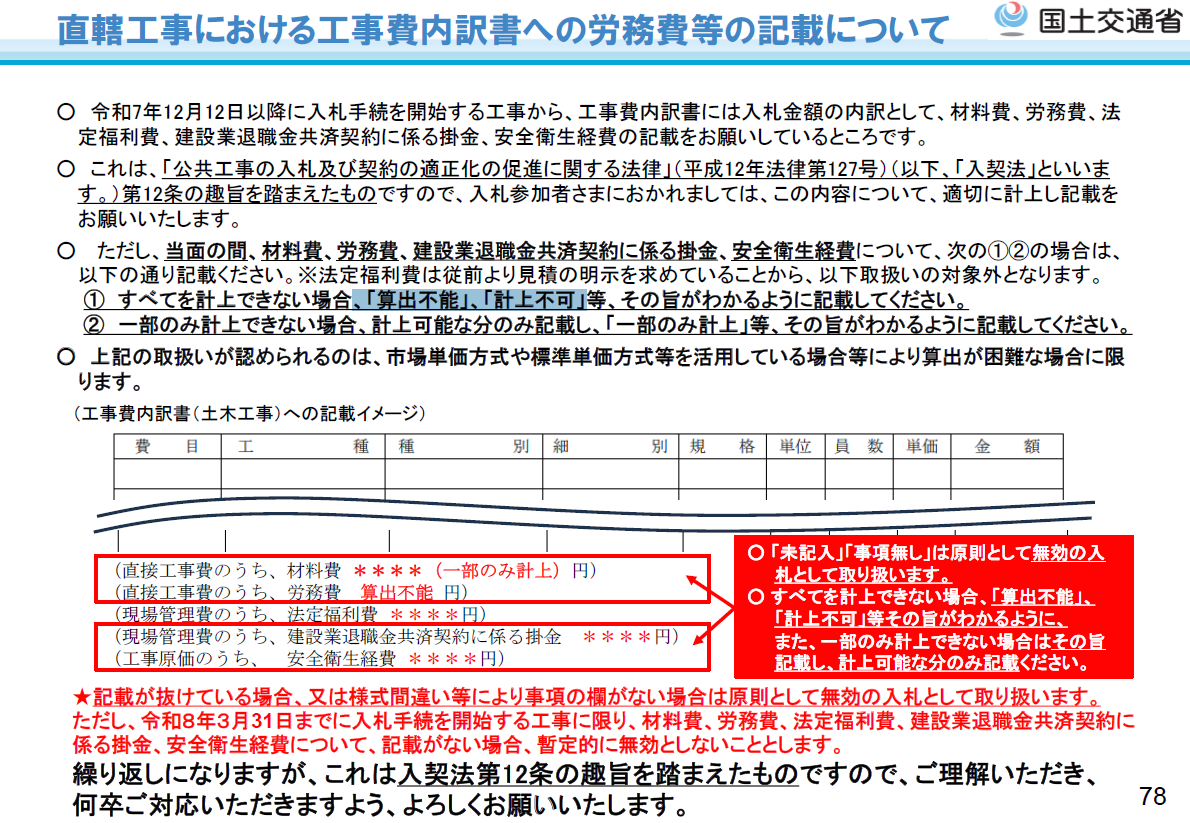 直轄工事における工事費内訳書への労務費等の記載について
国土交通省
○ 令和7年12月12日以降に入札手続を開始する工事から、工事費内訳書には入札金額の内訳として、材料費、労務費、法
定福利費、建設業退職金共済契約に係る掛金、安全衛生経費の記載をお願いしているところです。
○ これは、「公共工事の入札及び契約の適正化の促進に関する法律」(平成12年法律第127号)(以下、「入契法」といいま
す。)第12条の趣旨を踏まえたものですので、入札参加者さまにおかれましては、この内容について、適切に計上し記載を
お願いいたします。
○ ただし、当面の間、材料費、労務費、建設業退職金共済契約に係る掛金、安全衛生経費について、次の①②の場合は、
以下の通り記載ください。※法定福利費は従前より見積の明示を求めていることから、以下取扱いの対象外となります。
① すべてを計上できない場合、「算出不能」、「計上不可」等、その旨がわかるように記載してください。
② 一部のみ計上できない場合、計上可能な分のみ記載し、「一部のみ計上」等、その旨がわかるように記載してください。
○ 上記の取扱いが認められるのは、市場単価方式や標準単価方式等を活用している場合等により算出が困難な場合に限
ります。
(工事費内訳書(土木工事)への記載イメージ)
費 目 工 種 種 別 細 別 規 格 単位 員 数 単価 金 額
(直接工事費のうち、材料費 ＊＊＊＊(一部のみ計上) 円)
(直接工事費のうち、労務費 算出不能 円)
(現場管理費のうち、法定福利費 ＊＊＊＊円)
(現場管理費のうち、建設業退職金共済契約に係る掛金 ＊＊＊＊円)
(工事原価のうち、 安全衛生経費 ＊＊＊＊円)
○「未記入」「事項無し」は原則として無効の入
札として取り扱います。
○ すべてを計上できない場合、「算出不能」、
「計上不可」等その旨がわかるように、
また、一部のみ計上できない場合はその旨
記載し、計上可能な分のみ記載ください。
★記載が抜けている場合、又は様式間違い等により事項の欄がない場合は原則として無効の入札として取り扱います。
ただし、令和8年3月31日までに入札手続を開始する工事に限り、材料費、労務費、法定福利費、建設業退職金共済契約に
係る掛金、安全衛生経費について、記載がない場合、暫定的に無効としないこととします。
繰り返しになりますが、これは入契法第12条の趣旨を踏まえたものですので、ご理解いただき、
何卒ご対応いただきますよう、よろしくお願いいたします。
78